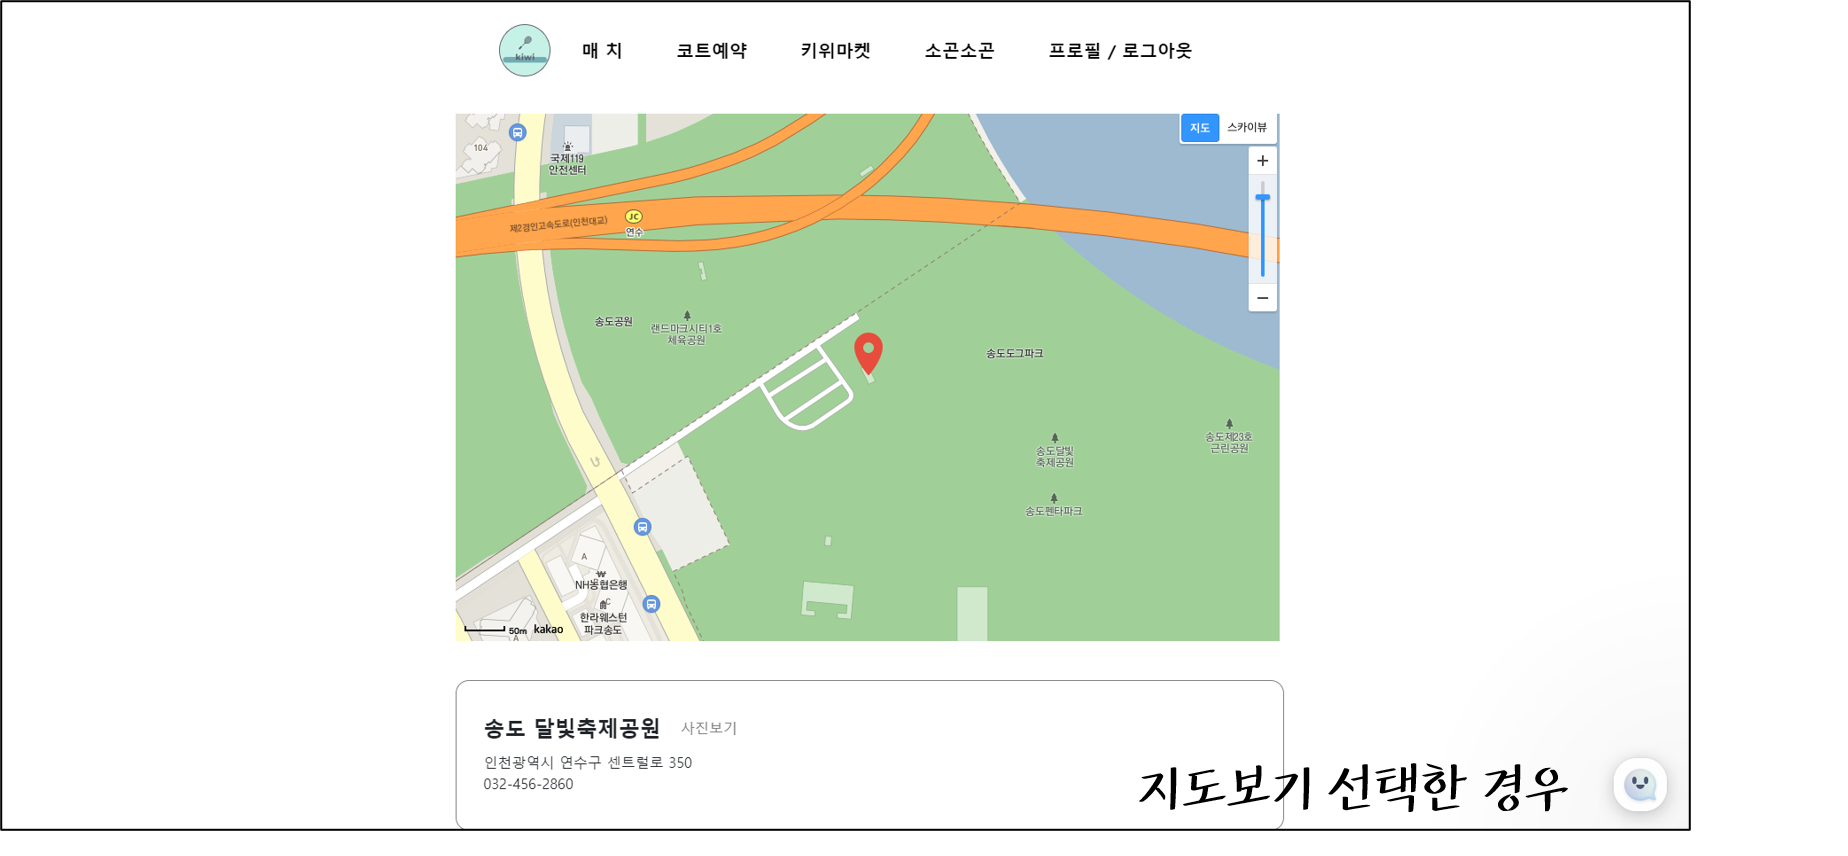 kiwi
매 치
코트예약
키위마켓
소곤소곤
프로필 / 로그아웃
지도
스카이뷰
104
국제119
안전센터
제2경인고속도로(인천대교)
JC
연수
송도공원
랜드마크시티1호
체육공원
송도도그파크
송도달빛
축제공원
송도제23호
근린공원
송도펜타파크
A
NH농협은행
C
한라웨스턴
파크송도
A
50m
kakao
송도 달빛축제공원
사진보기
인천광역시 연수구 센트럴로 350
032-456-2860
지도보기 선택한 경우